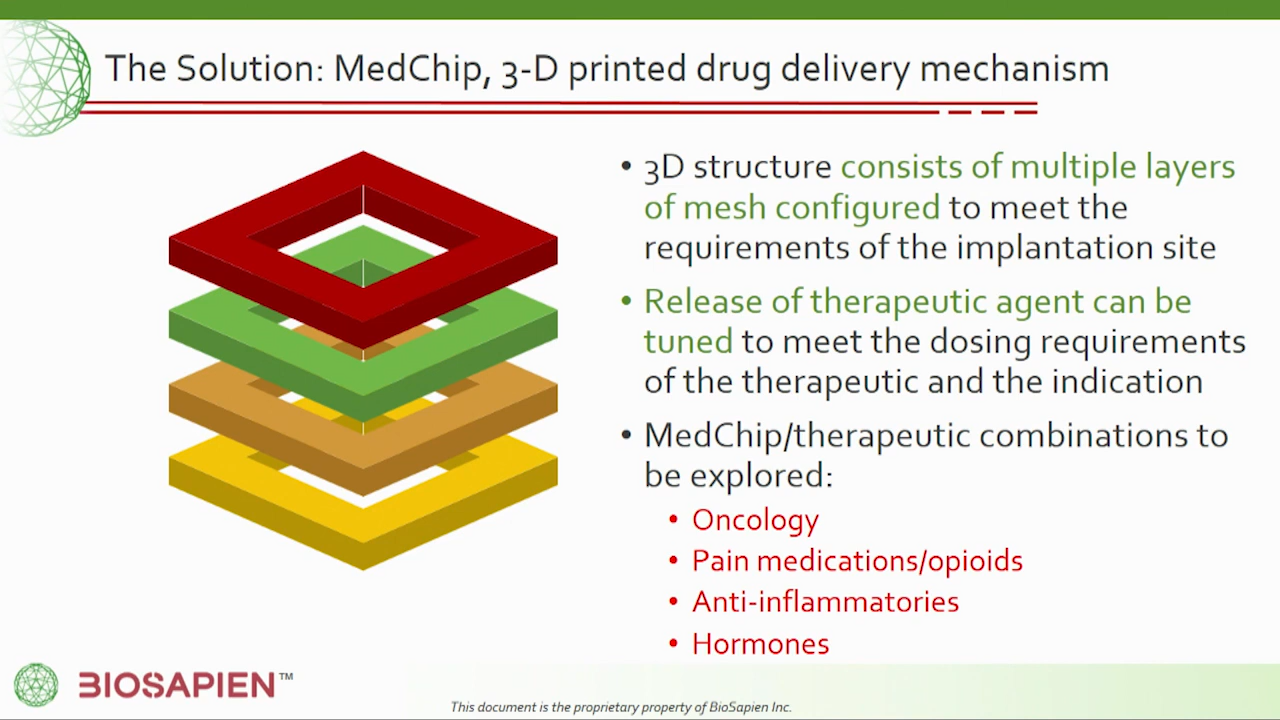 The Solution: MedChip, 3-D printed drug delivery mechanism
• 3D structure consists of multiple layers
of mesh configured to meet the
requirements of the implantation site
• Release of therapeutic agent can be
tuned to meet the dosing requirements
of the therapeutic and the indication
• MedChip/therapeutic combinations to
be explored:
• Oncology
• Pain medications/opioids
• Anti-inflammatories
• Hormones
BIOSAPIEN™
This document is the proprietary property of BioSapien Inc.